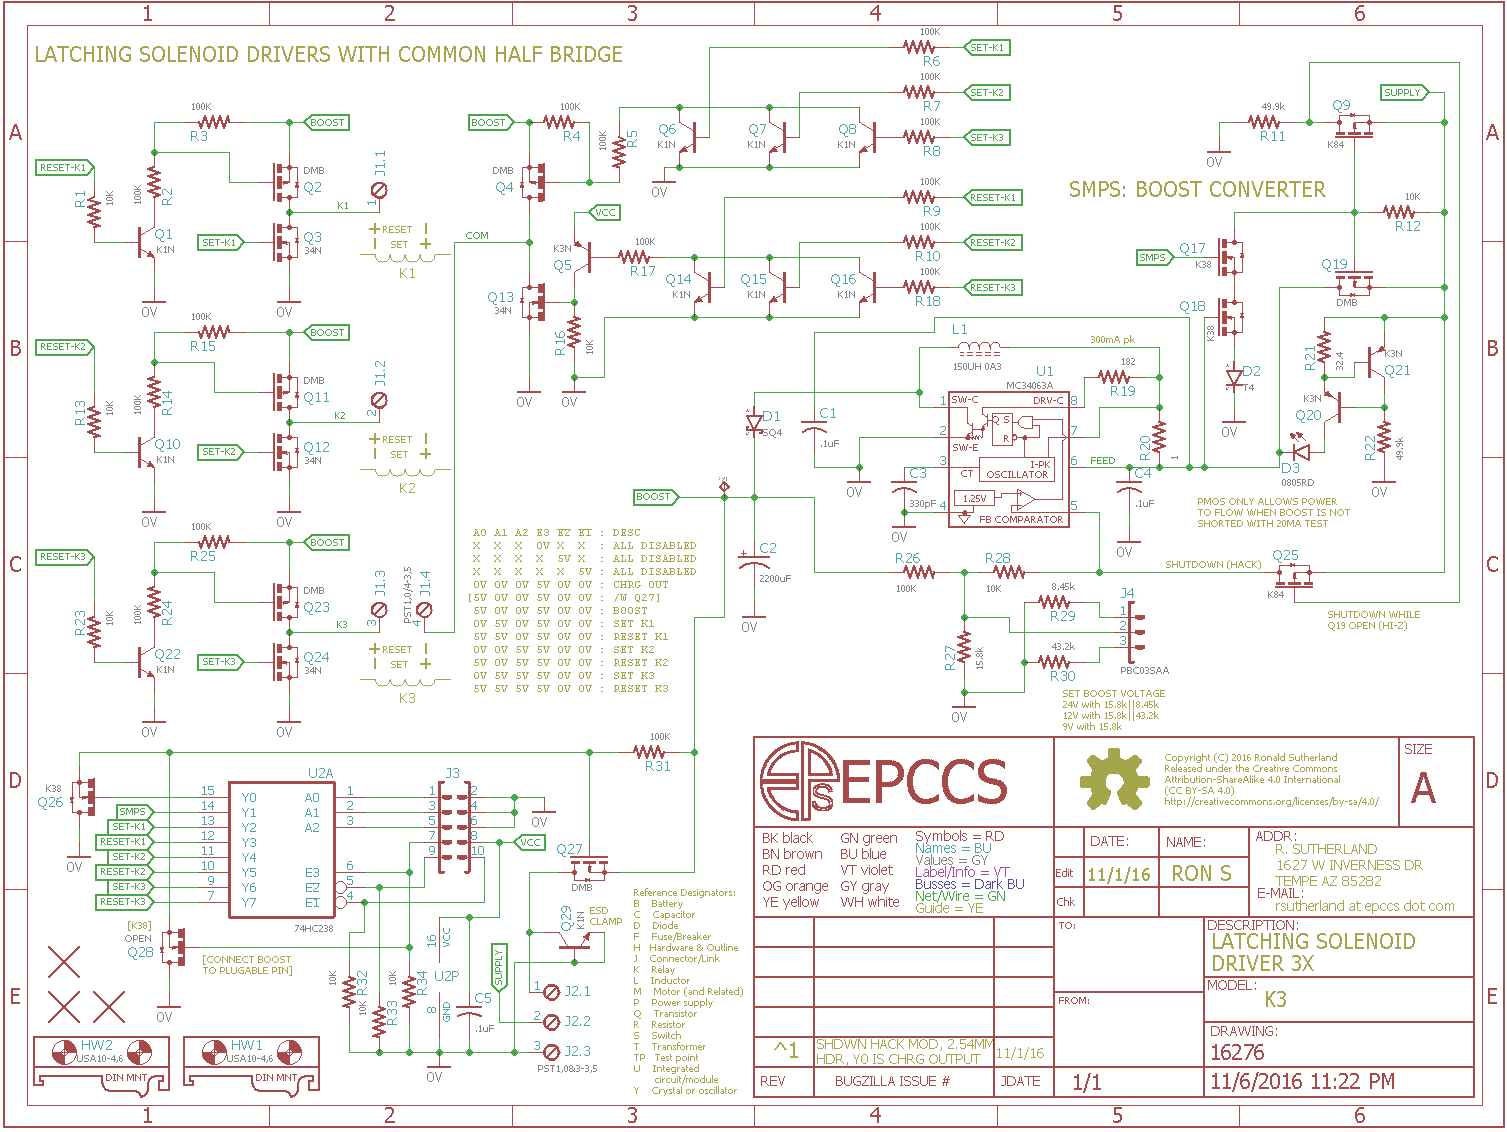 1 2 3 4 5 6
A B C D E
LATCHING SOLENOID DRIVERS WITH COMMON HALF BRIDGE
RESET-K1
R1
10K
100K
R3
BOOST
R2
100K
Q1
K1N
DMB
Q2
SET-K1
Q3
34N
K1
J1.1
1
RESET
SET
K1
0V
0V
RESET-K2
R13
10K
100K
R15
BOOST
R14
100K
Q10
K1N
DMB
Q11
SET-K2
Q12
34N
K2
J1.2
2
RESET
SET
K2
0V
0V
RESET-K3
R23
10K
100K
R25
BOOST
R24
100K
Q22
K1N
DMB
Q23
SET-K3
Q24
34N
K3
J1.3
3
PST1,0/4-3,5
J1.4
4
RESET
SET
K3
0V
0V
BOOST
100K
R4
100K
R5
DMB
Q4
COM
VCC
K3N
Q5
100K
R17
Q13
34N
R16
10K
0V
0V
0V
Q6
K1N
Q7
K1N
Q8
K1N
100K
R6
SET-K1
100K
R7
SET-K2
100K
R8
SET-K3
100K
R9
RESET-K1
100K
R10
RESET-K2
100K
R18
RESET-K3
Q14
K1N
Q15
K1N
Q16
K1N
SMPS: BOOST CONVERTER
SUPPLY
49.9k
R11
0V
Q9
K84
10K
R12
SMPS
Q17
K38
Q18
K38
Q19
DMB
D2
T4
0V
R21
32.4
K3N
Q21
K3N
Q20
D3
0805RD
R22
49.9k
0V
PMOS ONLY ALLOWS POWER
TO FLOW WHEN BOOST IS NOT
SHORTED WITH 20MA TEST
L1
150UH 0A3
300mA pk
U1
MC34063A
182
R19
R20
1
1 SW-C
DRV-C 8
2
SW-E
7
3
CT
6
4
5
Q S
R
I-PK
OSCILLATOR
1.25V
FB COMPARATOR
FEED
D1
SQ4
C1
.1uF
0V
C3
330pF
0V
C4
.1uF
0V
BOOST
C2
2200uF
0V
R26
100K
R28
10K
R27
15.8k
0V
8.45k
R29
43.2k
R30
J4
1
2
3
PBC03SAA
SHUTDOWN (HACK)
Q25
K84
SHUTDOWN WHILE
Q19 OPEN (HI-Z)
SET BOOST VOLTAGE
24V with 15.8k||8.45k
12V with 15.8k||43.2k
9V with 15.8k
A0 A1 A2 E3 E2 E1 : DESC
X X X 0V X X : ALL DISABLED
X X X X 5V X : ALL DISABLED
X X X X X 5V : ALL DISABLED
0V 0V 0V 5V 0V 0V : CHRG OUT
[5V 0V 0V 5V 0V 0V : /W Q27]
5V 0V 0V 5V 0V 0V : BOOST
0V 5V 0V 5V 0V 0V : SET K1
5V 5V 0V 5V 0V 0V : RESET K1
0V 0V 5V 5V 0V 0V : SET K2
5V 0V 5V 5V 0V 0V : RESET K2
0V 5V 5V 5V 0V 0V : SET K3
5V 5V 5V 5V 0V 0V : RESET K3
K38
Q26
0V
U2A
15 Y0 A0 1
SMPS 14 Y1 A1 2
SET-K1 13 Y2 A2 3
RESET-K1 12 Y3
SET-K2 11 Y4
RESET-K2 10 Y5 E3 6
SET-K3 9 Y6 E2 5
RESET-K3 7 Y7 E1 4
74HC238
J3
1 2
3 4
5 6
7 8
9 10
0V
VCC
100K
R31
Q27
DMB
Q29
K1N
ESD
CLAMP
[K38]
OPEN
Q28
0V
[CONNECT BOOST
TO PLUGABLE PIN]
10K
R32
10K
R33
10K
R34
16
VCC
U2P
8
GND
C5
.1uF
0V
SUPPLY
1 J2.1
2 J2.2
3 J2.3
PST1,0&3-3,5
HW2
USA10-4,6
DIN MNT
HW1
USA10-4,6
DIN MNT
Reference Designators:
B Battery
C Capacitor
D Diode
F Fuse/Breaker
H Hardware & Outline
J Connector/Link
K Relay
L Inductor
M Motor (and Related)
P Power supply
Q Transistor
R Resistor
S Switch
T Transformer
TP Test point
U Integrated
circuit/module
Y Crystal or oscillator
S EPCCS
Copyright (C) 2016 Ronald Sutherland
Released under the Creative Commons
Attribution-ShareAlike 4.0 International
(CC BY-SA 4.0)
http://creativecommons.org/licenses/by-sa/4.0/
SIZE
A
BK black GN green
BN brown BU blue
RD red VT violet
OG orange GY gray
YE yellow WH white
Symbols = RD
Names = BU
Values = GY
Label/Info = VT
Busses = Dark BU
Net/Wire = GN
Guide = YE
DATE: NAME:
Edit 11/1/16 RON S
Chk
ADDR:
R. SUTHERLAND
1627 W INVERNESS DR
TEMPE AZ 85282
E-MAIL:
rsutherland at epccs dot com
TO:
FROM:
DESCRIPTION:
LATCHING SOLENOID
DRIVER 3X
MODEL:
K3
DRAWING:
16276
^1 SHDWN HACK MOD, 2.54MM
HDR, Y0 IS CHRG OUTPUT
11/1/16
REV BUGZILLA ISSUE # JDATE
1/1
11/6/2016 11:22 PM
1 2 3 4 5 6
A B C D E